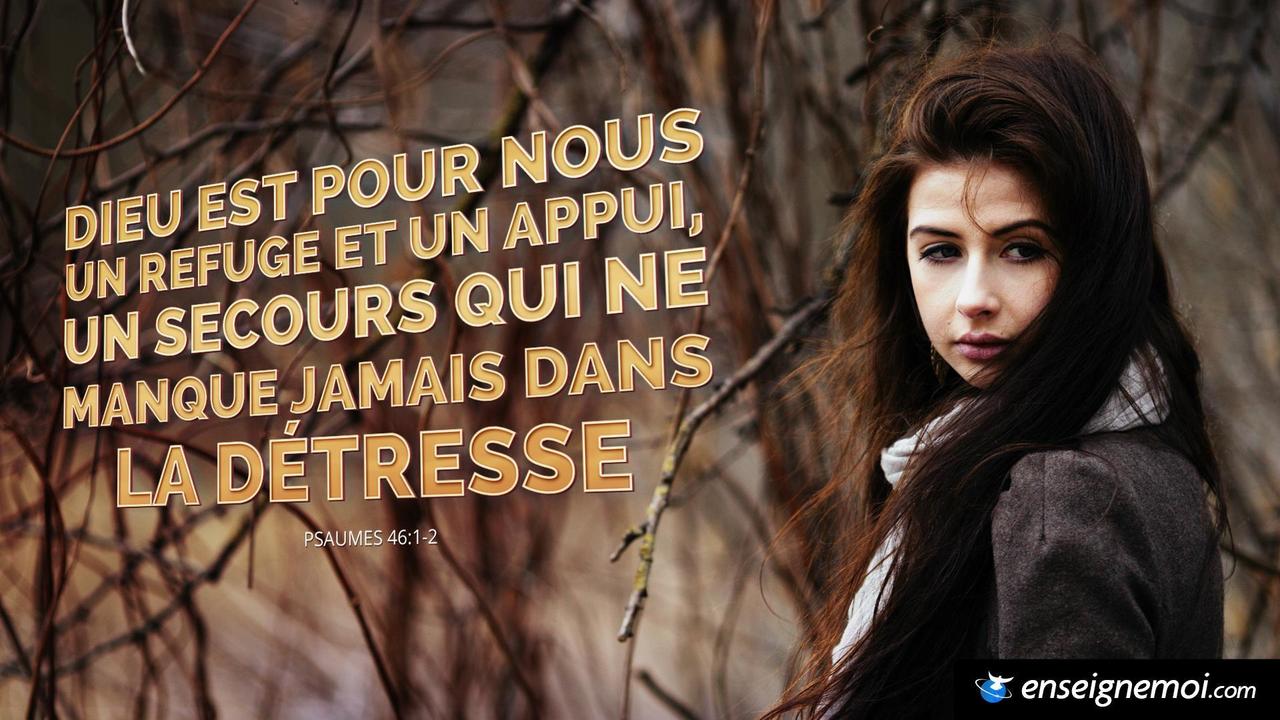 DIEU EST POUR NOUS
UN REFUGE ET UN APPUI,
UN SECOURS QUI NE
MANQUE JAMAIS DANS
LA DÉTRESSE
PSAUMES 46:1-2
enseignemoi.com